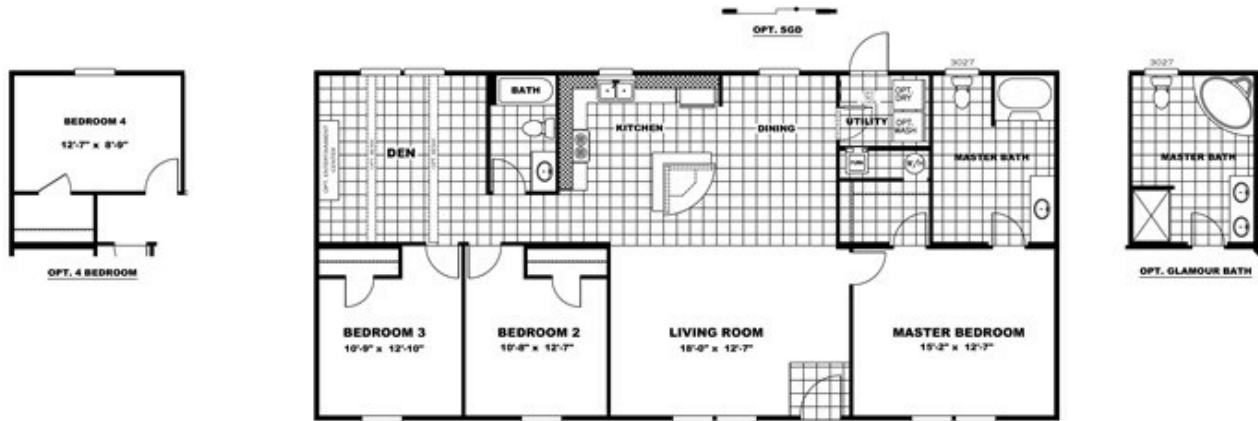 OPT. SGD
BEDROOM 4
12'-7" x 8'-9"
OPT. 4 BEDROOM
OPT. ENTERTAINMENT
CENTER
DEN
BATH
KITCHEN
DINING
UTILITY
OPT.
DRY
OPT.
WASH
FURN
W/H
3027
MASTER BATH
BEDROOM 3
10'-9" x 12'-10"
BEDROOM 2
10'-8" x 12'-7"
LIVING ROOM
18'-0" x 12'-7"
MASTER BEDROOM
15'-2" x 12'-7"
3027
MASTER BATH
OPT. GLAMOUR BATH